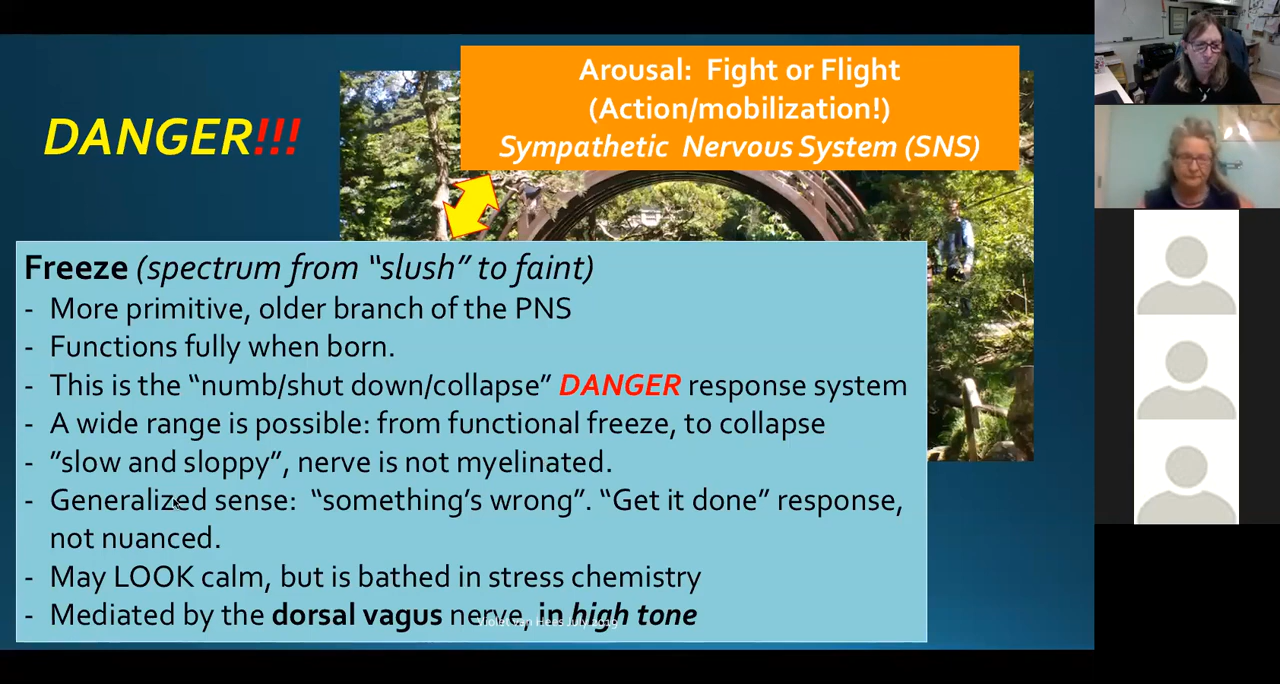 Arousal:  Fight or Flight
(Action/mobilization!)
Sympathetic  Nervous System (SNS)
DANGER!!!
Freeze (spectrum from “slush” to faint)
- More primitive, older branch of the PNS
- Functions fully when born.
- This is the “numb/shut down/collapse” DANGER response system
- A wide range is possible: from functional freeze, to collapse
- ”slow and sloppy”, nerve is not myelinated.
- Generalized sense:  “something’s wrong”. “Get it done” response,
not nuanced.
- May LOOK calm, but is bathed in stress chemistry
- Mediated by the dorsal vagus nerve, in high tone